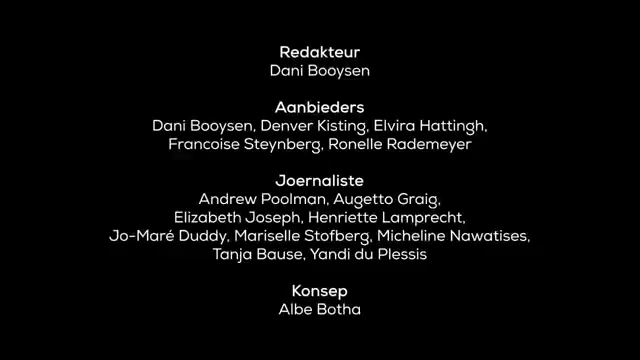 Redakteur
Dani Booysen
Aanbieders
Dani Booysen, Denver Kisting, Elvira Hattingh,
Francoise Steynberg, Ronelle Rademeyer
Joernaliste
Andrew Poolman, Augetto Graig,
Elizabeth Joseph, Henriette Lamprecht,
Jo-Maré Duddy, Mariselle Stofberg, Micheline Nawatises,
Tanja Bause, Yandi du Plessis
Konsep
Albe Botha